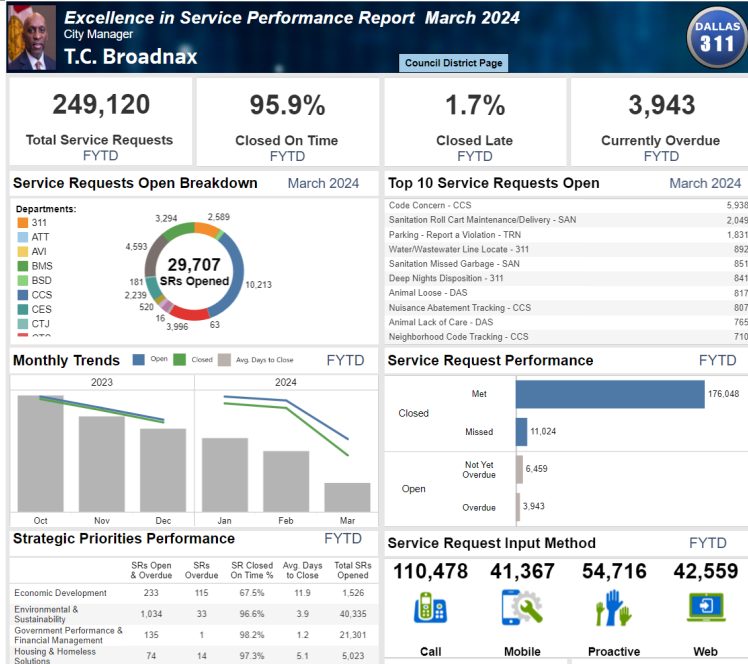 Excellence in Service Performance Report March 2024
City Manager
T.C. Broadnax
Council District Page
DALLAS
311
249,120
Total Service Requests
FYTD
95.9%
Closed On Time
FYTD
1.7%
Closed Late
FYTD
3,943
Currently Overdue
FYTD
Service Requests Open Breakdown March 2024
Departments:
311
ATT
AVI
BMS
BSD
CCS
CES
CTJ
3,294
2,589
4,593
10,213
181
2,239
520
16
3,996
63
29,707
SRs Opened
Top 10 Service Requests Open March 2024
Code Concern - CCS 5,938
Sanitation Roll Cart Maintenance/Delivery - SAN 2,049
Parking - Report a Violation - TRN 1,831
Water/Wastewater Line Locate - 311 892
Sanitation Missed Garbage - SAN 851
Deep Nights Disposition - 311 841
Animal Loose - DAS 817
Nuisance Abatement Tracking - CCS 807
Animal Lack of Care - DAS 765
Neighborhood Code Tracking - CCS 710
Monthly Trends Open Closed Avg. Days to Close FYTD
2023 2024
Oct Nov Dec Jan Feb Mar
Service Request Performance FYTD
Closed
Met 176,048
Missed 11,024
Open
Not Yet
Overdue 6,459
Overdue 3,943
Strategic Priorities Performance FYTD
SRs Open SRs SR Closed Avg. Days Total SRs
& Overdue Overdue On Time % to Close Opened
Economic Development 233 115 67.5% 11.9 1,526
Environmental &
Sustainability 1,034 33 96.6% 3.9 40,335
Government Performance &
Financial Management 135 1 98.2% 1.2 21,301
Housing & Homeless
Solutions 74 14 97.3% 5.1 5,023
Service Request Input Method FYTD
110,478 41,367 54,716 42,559
Call Mobile Proactive Web